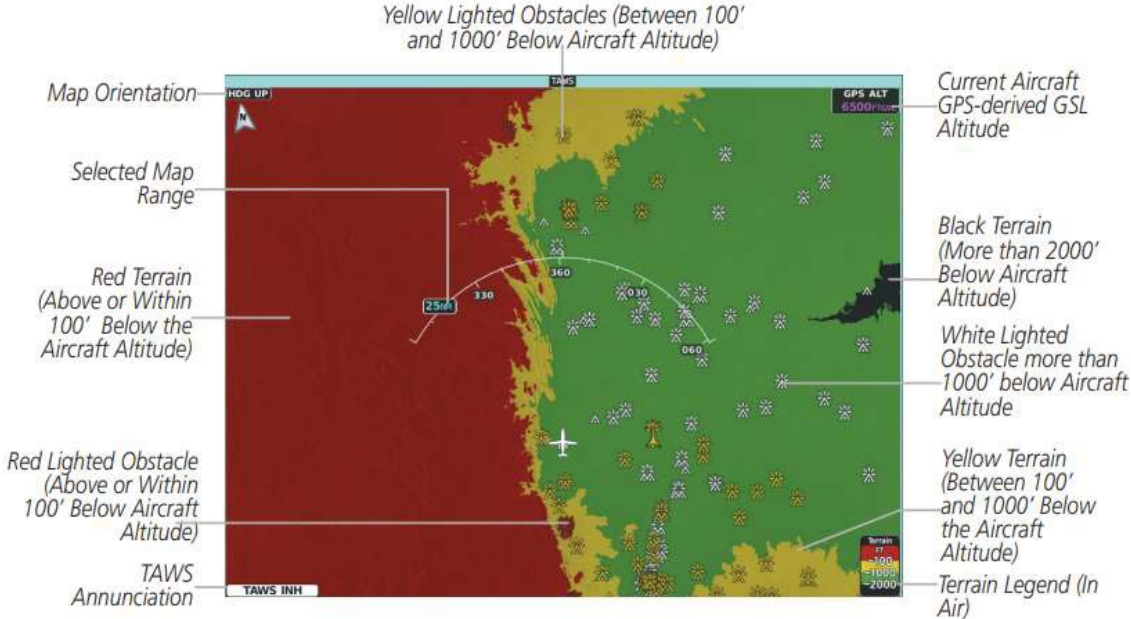 Yellow Lighted Obstacles (Between 100’
and 1000’ Below Aircraft Altitude)
Map Orientation
Selected Map
Range
Red Terrain
(Above or Within
100’ Below the
Aircraft Altitude)
Red Lighted Obstacle
(Above or Within
100’ Below Aircraft
Altitude)
TAWS
Annunciation
TAWS
HDG UP
N
GPS ALT
6500
360
330
030
25NM
060
TAWS INH
Terrain
FT
-100
-1000
-2000
Current Aircraft
GPS-derived GSL
Altitude
Black Terrain
(More than 2000’
Below Aircraft
Altitude)
White Lighted
Obstacle more than
1000’ below Aircraft
Altitude
Yellow Terrain
(Between 100’
and 1000’ Below
the Aircraft
Altitude)
Terrain Legend (In
Air)